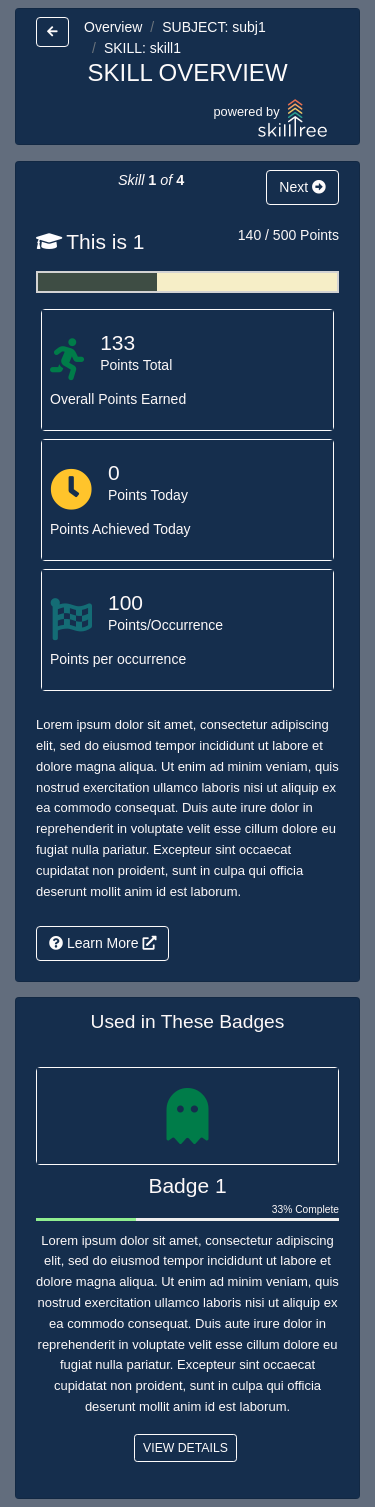 Overview / SUBJECT: subj1
/ SKILL: skill1
SKILL OVERVIEW
powered by
skilltree
Skill 1 of 4
Next
This is 1
140 / 500 Points
133
Points Total
Overall Points Earned
0
Points Today
Points Achieved Today
100
Points/Occurrence
Points per occurrence
Lorem ipsum dolor sit amet, consectetur adipiscing
elit, sed do eiusmod tempor incididunt ut labore et
dolore magna aliqua. Ut enim ad minim veniam, quis
nostrud exercitation ullamco laboris nisi ut aliquip ex
ea commodo consequat. Duis aute irure dolor in
reprehenderit in voluptate velit esse cillum dolore eu
fugiat nulla pariatur. Excepteur sint occaecat
cupidatat non proident, sunt in culpa qui officia
deserunt mollit anim id est laborum.
Learn More
Used in These Badges
Badge 1
33% Complete
Lorem ipsum dolor sit amet, consectetur adipiscing
elit, sed do eiusmod tempor incididunt ut labore et
dolore magna aliqua. Ut enim ad minim veniam, quis
nostrud exercitation ullamco laboris nisi ut aliquip ex
ea commodo consequat. Duis aute irure dolor in
reprehenderit in voluptate velit esse cillum dolore eu
fugiat nulla pariatur. Excepteur sint occaecat
cupidatat non proident, sunt in culpa qui officia
deserunt mollit anim id est laborum.
VIEW DETAILS